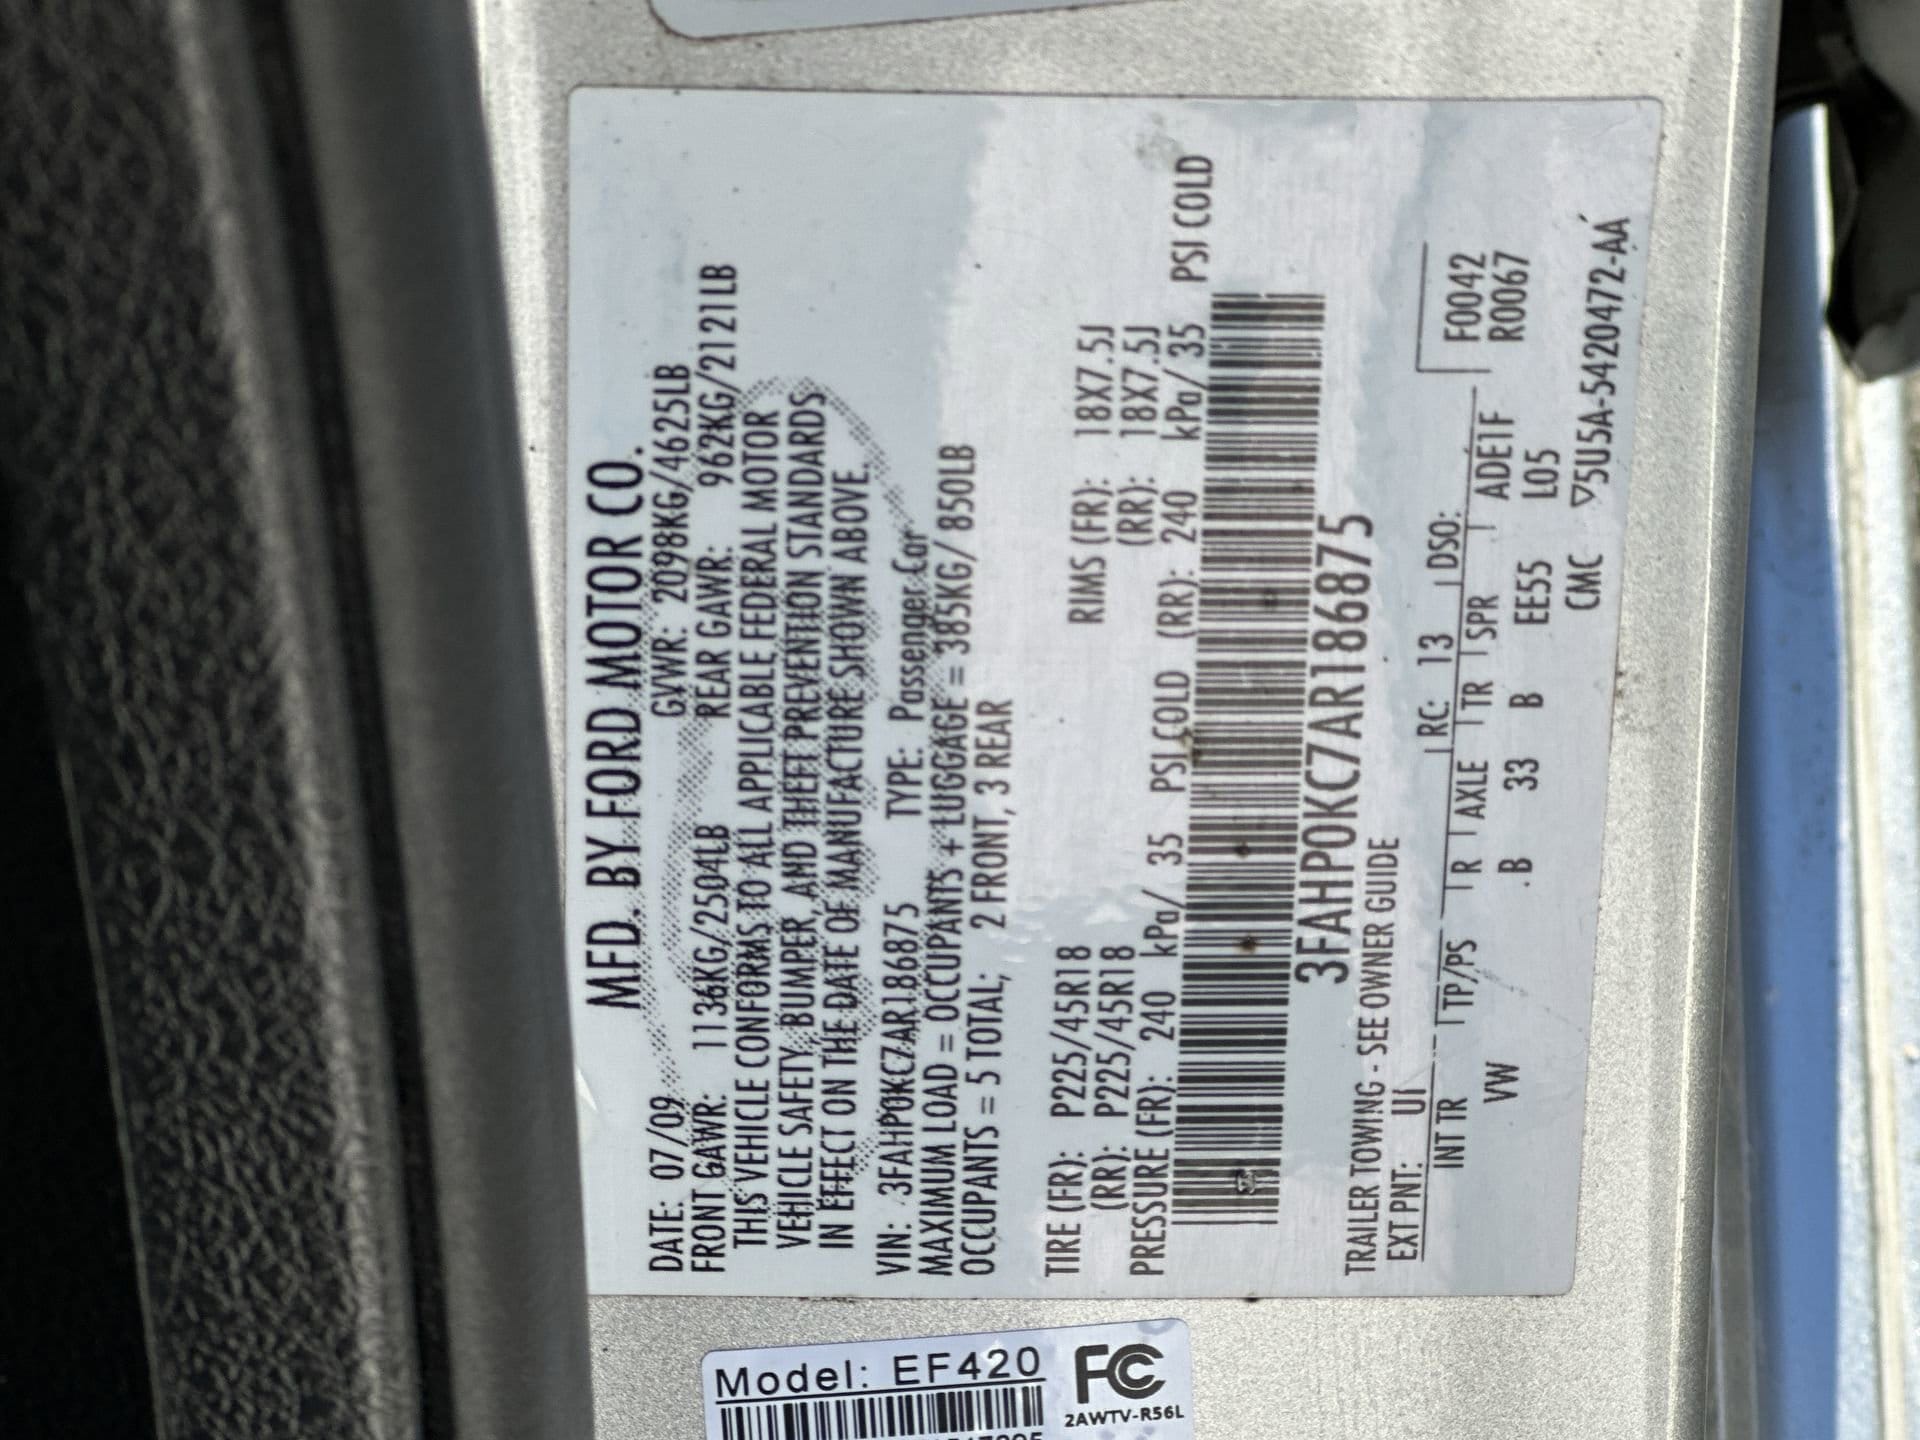 MFD. BY FORD MOTOR CO.
DATE: 07/09 GVWR: 2098KG/4625LB
FRONT GAWR: 1136KG/2504LB REAR GAWR: 962KG/2121LB
THIS VEHICLE CONFORMS TO ALL APPLICABLE FEDERAL MOTOR
VEHICLE SAFETY, BUMPER, AND THEFT PREVENTION STANDARDS
IN EFFECT ON THE DATE OF MANUFACTURE SHOWN ABOVE.
VIN: 3FAHP0KC7AR186875 TYPE: Passenger Car
MAXIMUM LOAD = OCCUPANTS + LUGGAGE = 385KG/ 850LB
OCCUPANTS = 5 TOTAL; 2 FRONT, 3 REAR
TIRE (FR): P225/45R18 RIMS (FR): 18X7.5J
(RR): P225/45R18 (RR): 18X7.5J
PRESSURE (FR): 240 kPa/ 35 PSI COLD (RR): 240 kPa/ 35 PSI COLD
3FAHP0KC7AR186875
TRAILER TOWING - SEE OWNER GUIDE
EXT PNT: UI RC: 13 DSO: F0042
INT TR TP/PS R AXLE TR SPR R0067
VW .B 33 B EE55 ADE1F
L05
CMC ▽5U5A-5420472-AA
Model: EF420
FC
2AWTV-R56L